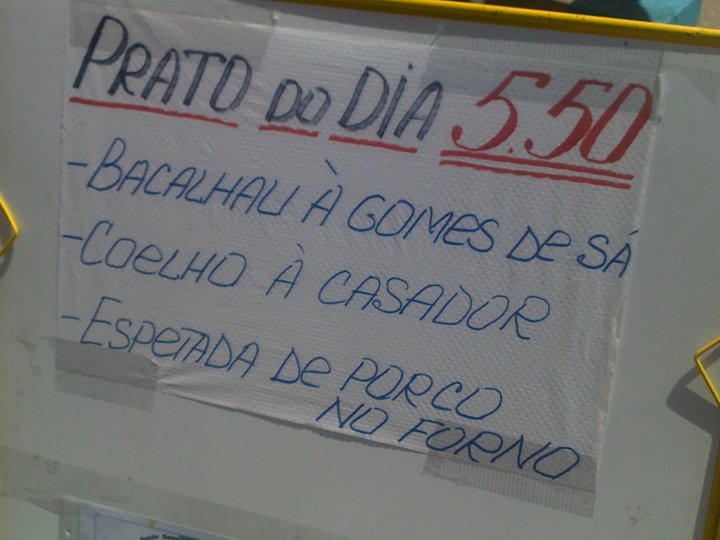 PRATO DO DIA 5.50
- BACALHAU À GOMES DE SÁ
- COELHO À CASADOR
- ESPETADA DE PORCO
NO FORNO